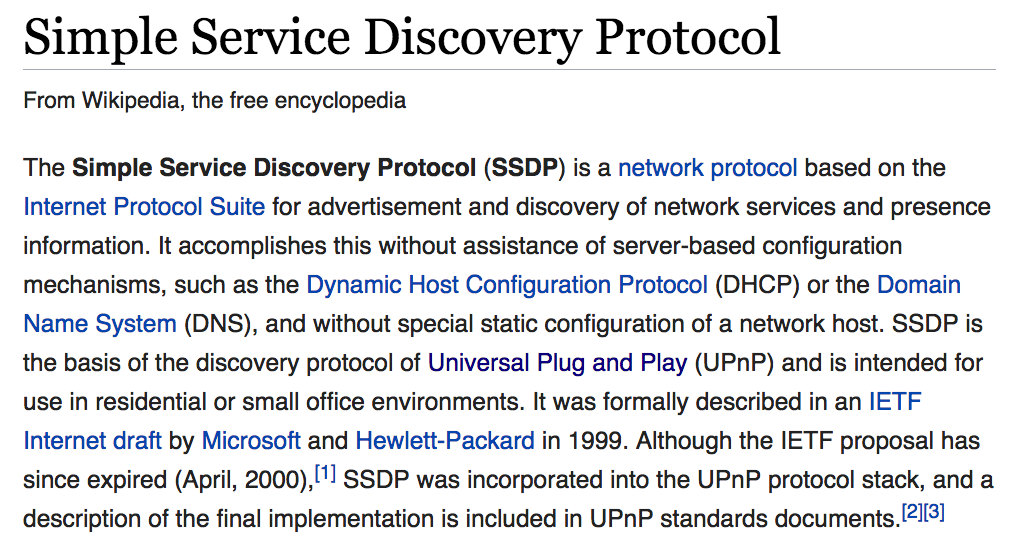 Simple Service Discovery Protocol
From Wikipedia, the free encyclopedia
The Simple Service Discovery Protocol (SSDP) is a network protocol based on the
Internet Protocol Suite for advertisement and discovery of network services and presence
information. It accomplishes this without assistance of server-based configuration
mechanisms, such as the Dynamic Host Configuration Protocol (DHCP) or the Domain
Name System (DNS), and without special static configuration of a network host. SSDP is
the basis of the discovery protocol of Universal Plug and Play (UPnP) and is intended for
use in residential or small office environments. It was formally described in an IETF
Internet draft by Microsoft and Hewlett-Packard in 1999. Although the IETF proposal has
since expired (April, 2000),[1] SSDP was incorporated into the UPnP protocol stack, and a
description of the final implementation is included in UPnP standards documents.[2][3]